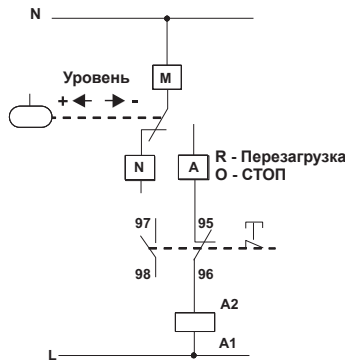 N
M
Уровень
+ -
N
A
R - Перезагрузка
O - СТОП
97 95
98 96
A2
A1
L